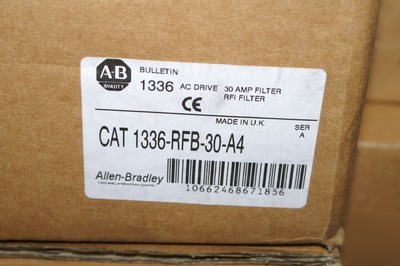 A-B
QUALITY
BULLETIN
1336 AC DRIVE 30 AMP FILTER
RFI FILTER
CE
MADE IN U.K
CAT 1336-RFB-30-A4
SER
A
Allen-Bradley
10662468671856